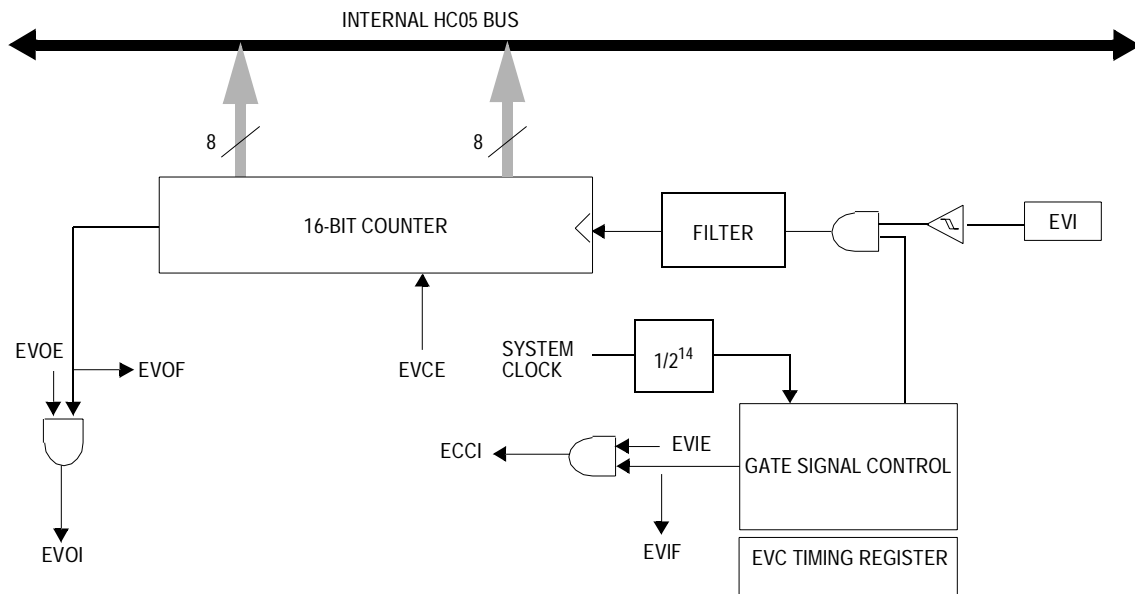 INTERNAL HC05 BUS
8
8
16-BIT COUNTER
FILTER
EVI
EVOE
EVOF
EVCE
SYSTEM
CLOCK
1/2¹⁴
ECCI
EVIE
GATE SIGNAL CONTROL
EVOI
EVIF
EVC TIMING REGISTER